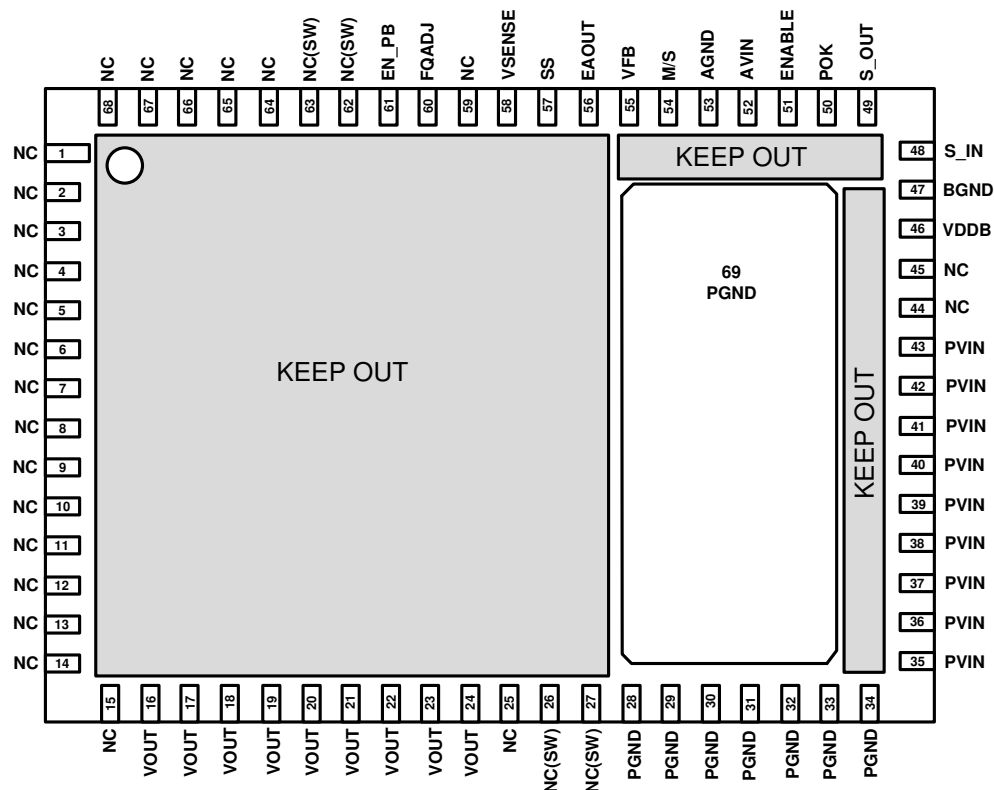 NC NC NC NC NC NC(SW) NC(SW) EN_PB FQADJ NC VSENSE SS EAOUT VFB M/S AGND AVIN ENABLE POK S_OUT
68 67 66 65 64 63 62 61 60 59 58 57 56 55 54 53 52 51 50 49
NC 1
KEEP OUT
48 S_IN
NC 2
47 BGND
NC 3
46 VDDB
NC 4
69
PGND
45 NC
NC 5
44 NC
NC 6
43 PVIN
NC 7
KEEP OUT
KEEP OUT
42 PVIN
NC 8
41 PVIN
NC 9
40 PVIN
NC 10
39 PVIN
NC 11
38 PVIN
NC 12
37 PVIN
NC 13
36 PVIN
NC 14
35 PVIN
15 16 17 18 19 20 21 22 23 24 25 26 27 28 29 30 31 32 33 34
NC VOUT VOUT VOUT VOUT VOUT VOUT VOUT VOUT VOUT NC NC(SW) NC(SW) PGND PGND PGND PGND PGND PGND PGND